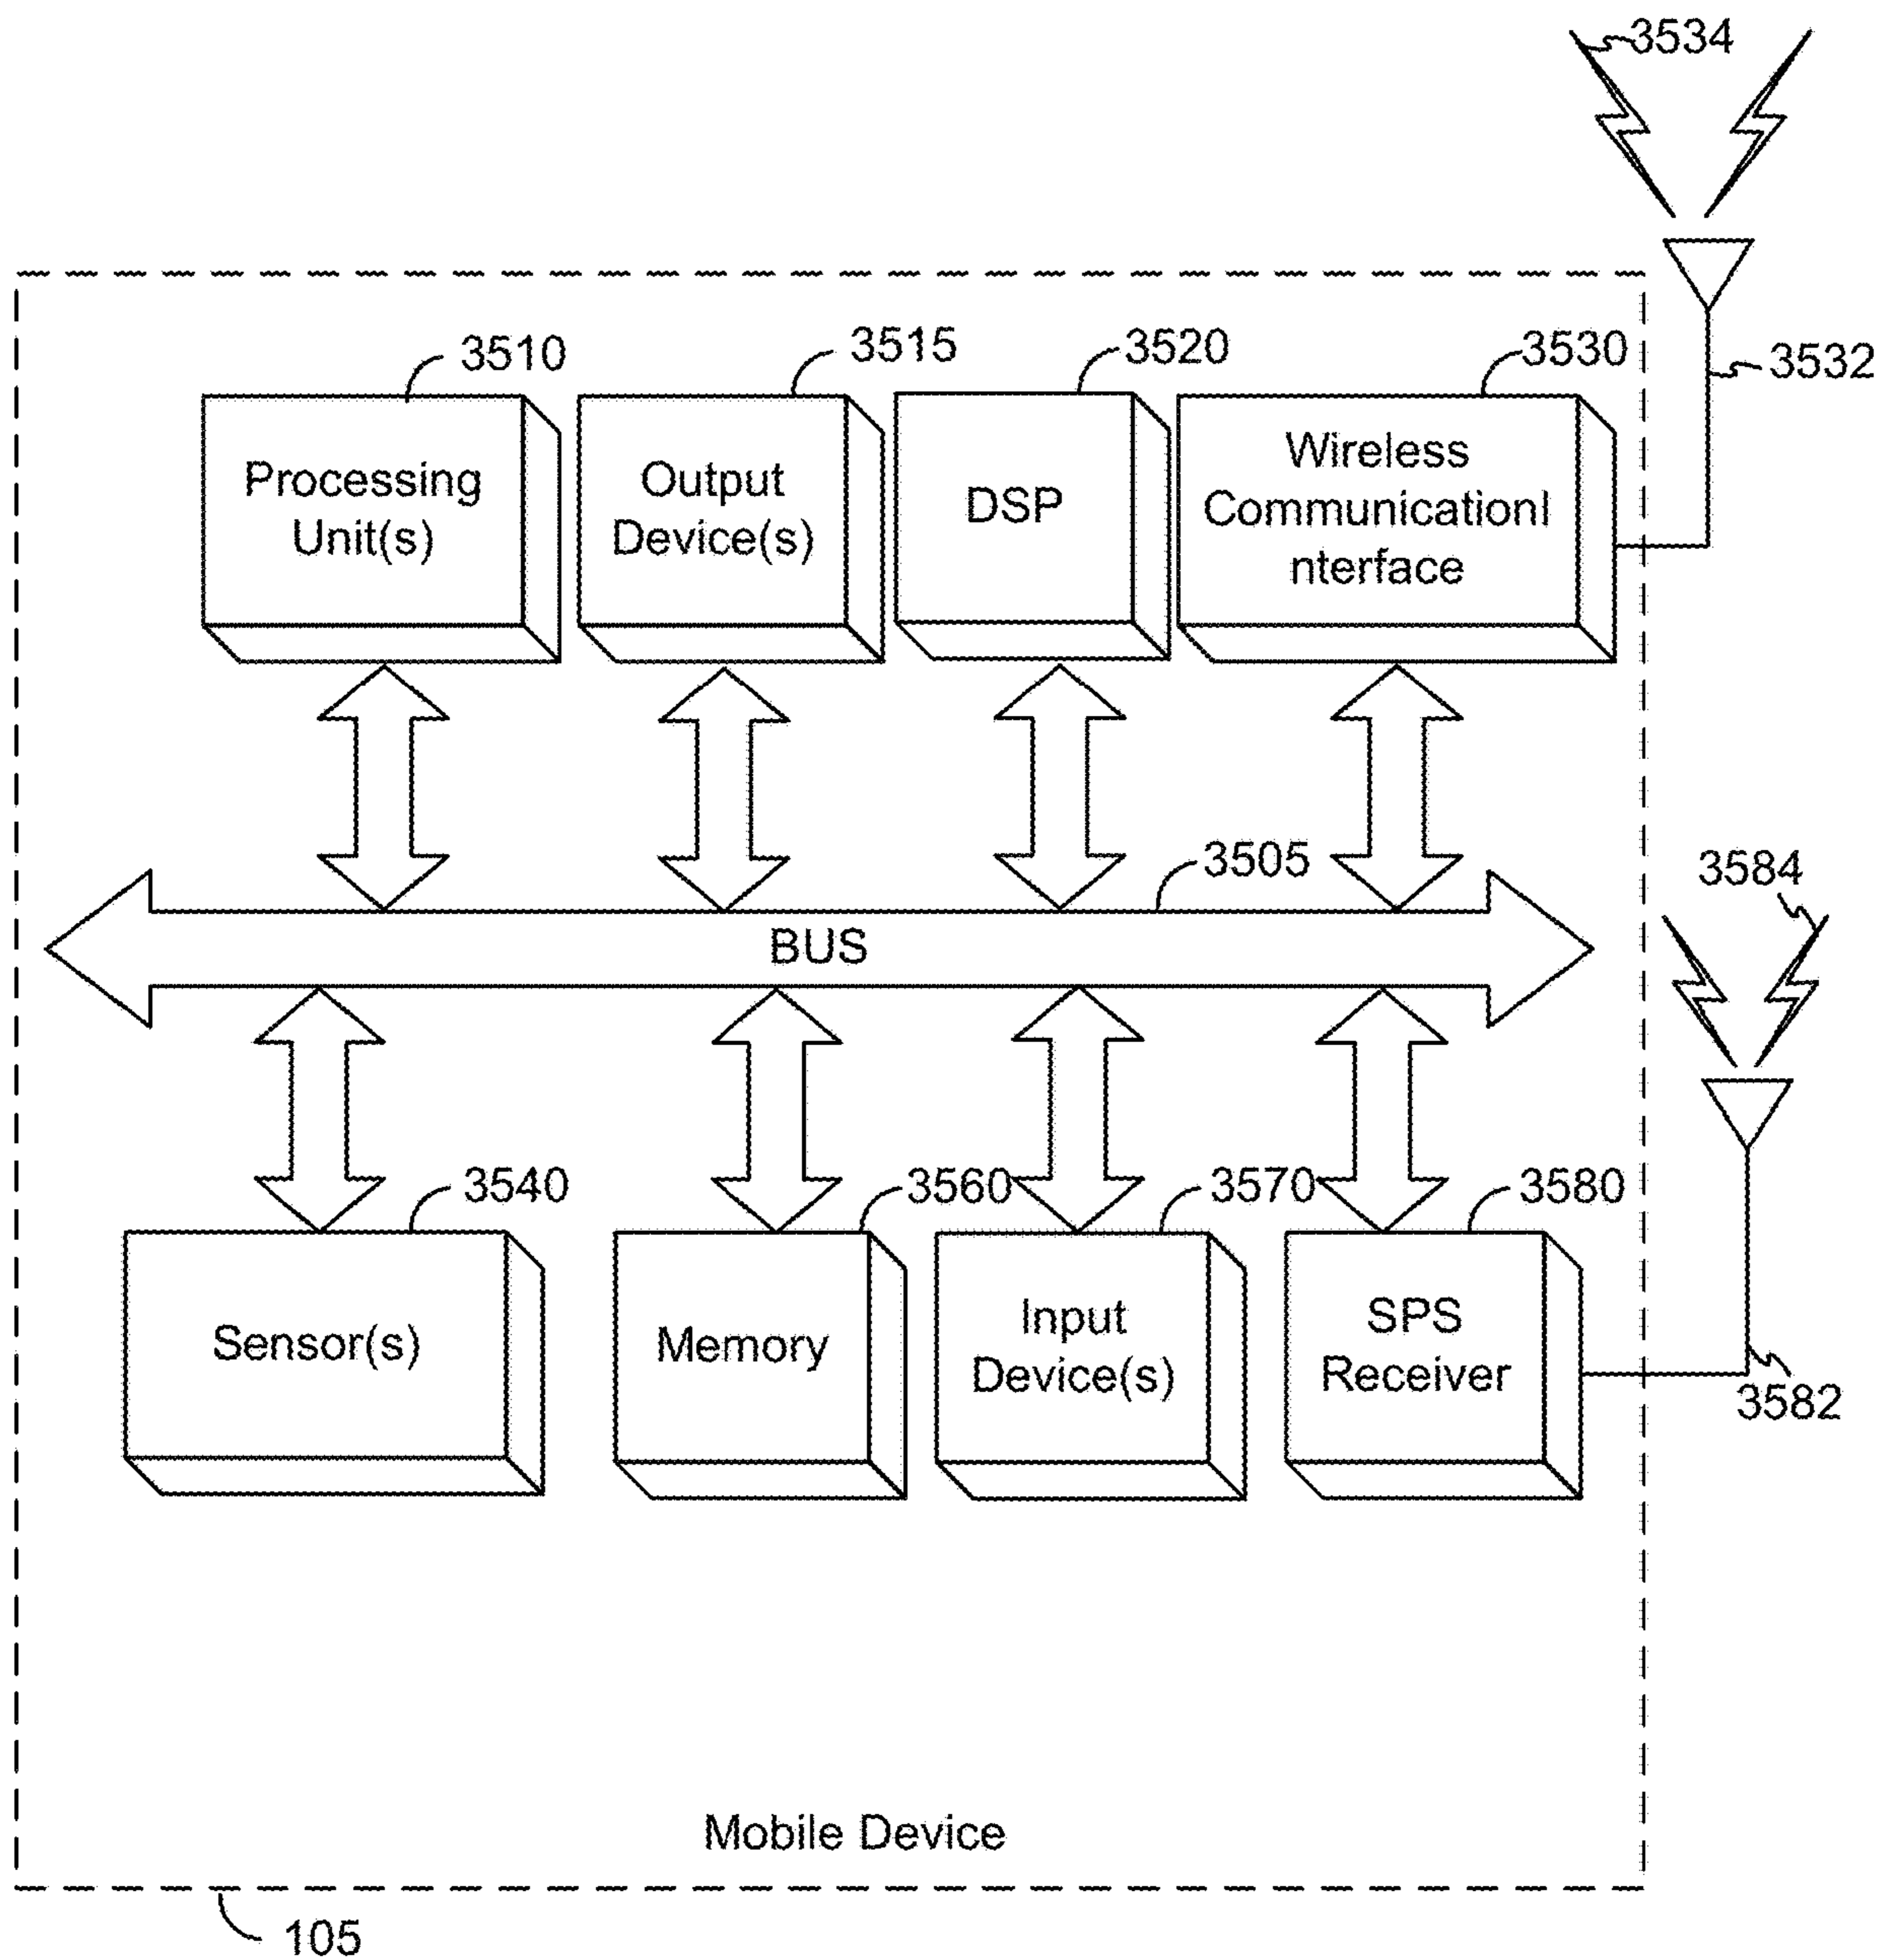 3534
3510
3515
3520
3530
3532
Processing
Unit(s)
Output
Device(s)
DSP
Wireless
CommunicationI
nterface
3505
3584
BUS
3540
3560
3570
3580
Sensor(s)
Memory
Input
Device(s)
SPS
Receiver
3582
Mobile Device
105